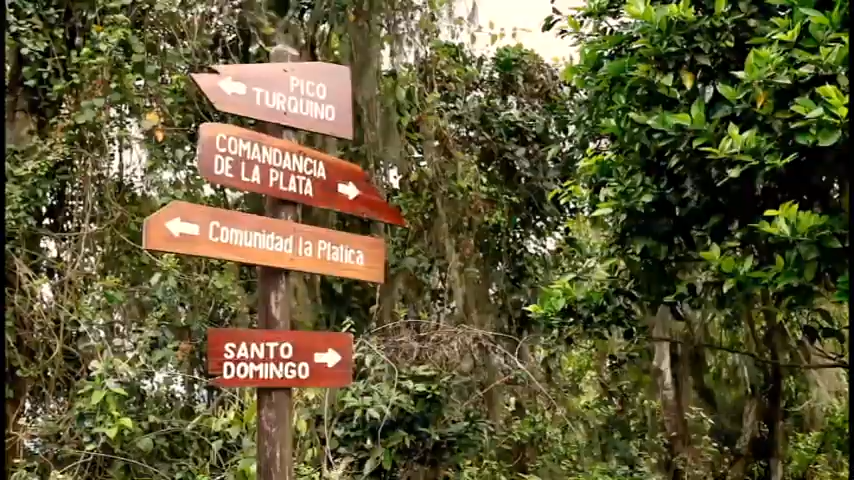 PICO
TURQUINO
COMANDANCIA
DE LA PLATA
Comunidad la Platica
SANTO
DOMINGO